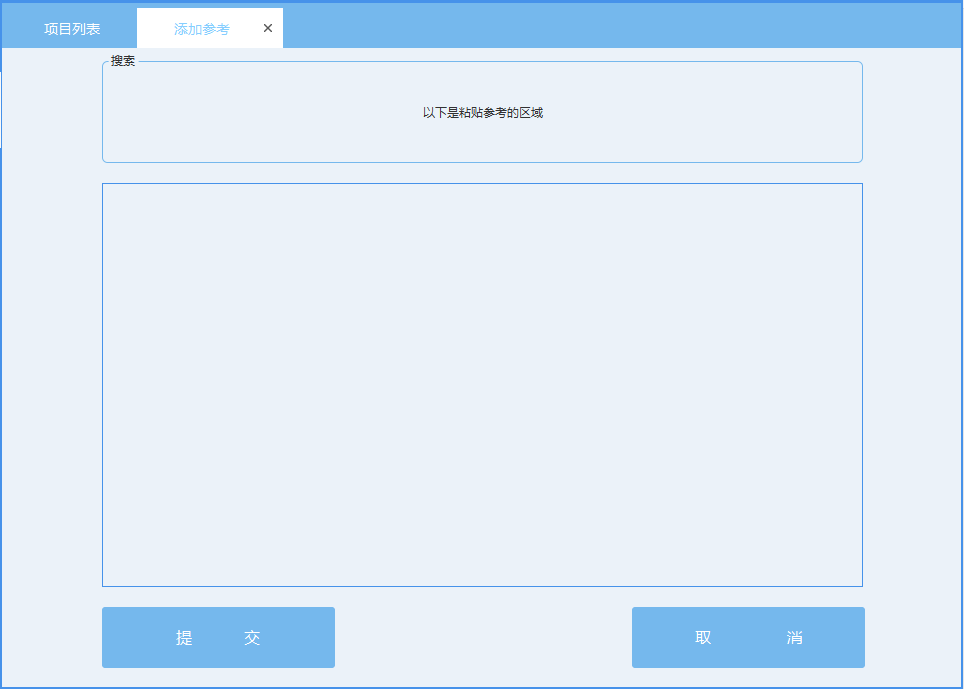 项目列表
添加参考 ×
搜索
以下是粘贴参考的区域
提 交
取 消